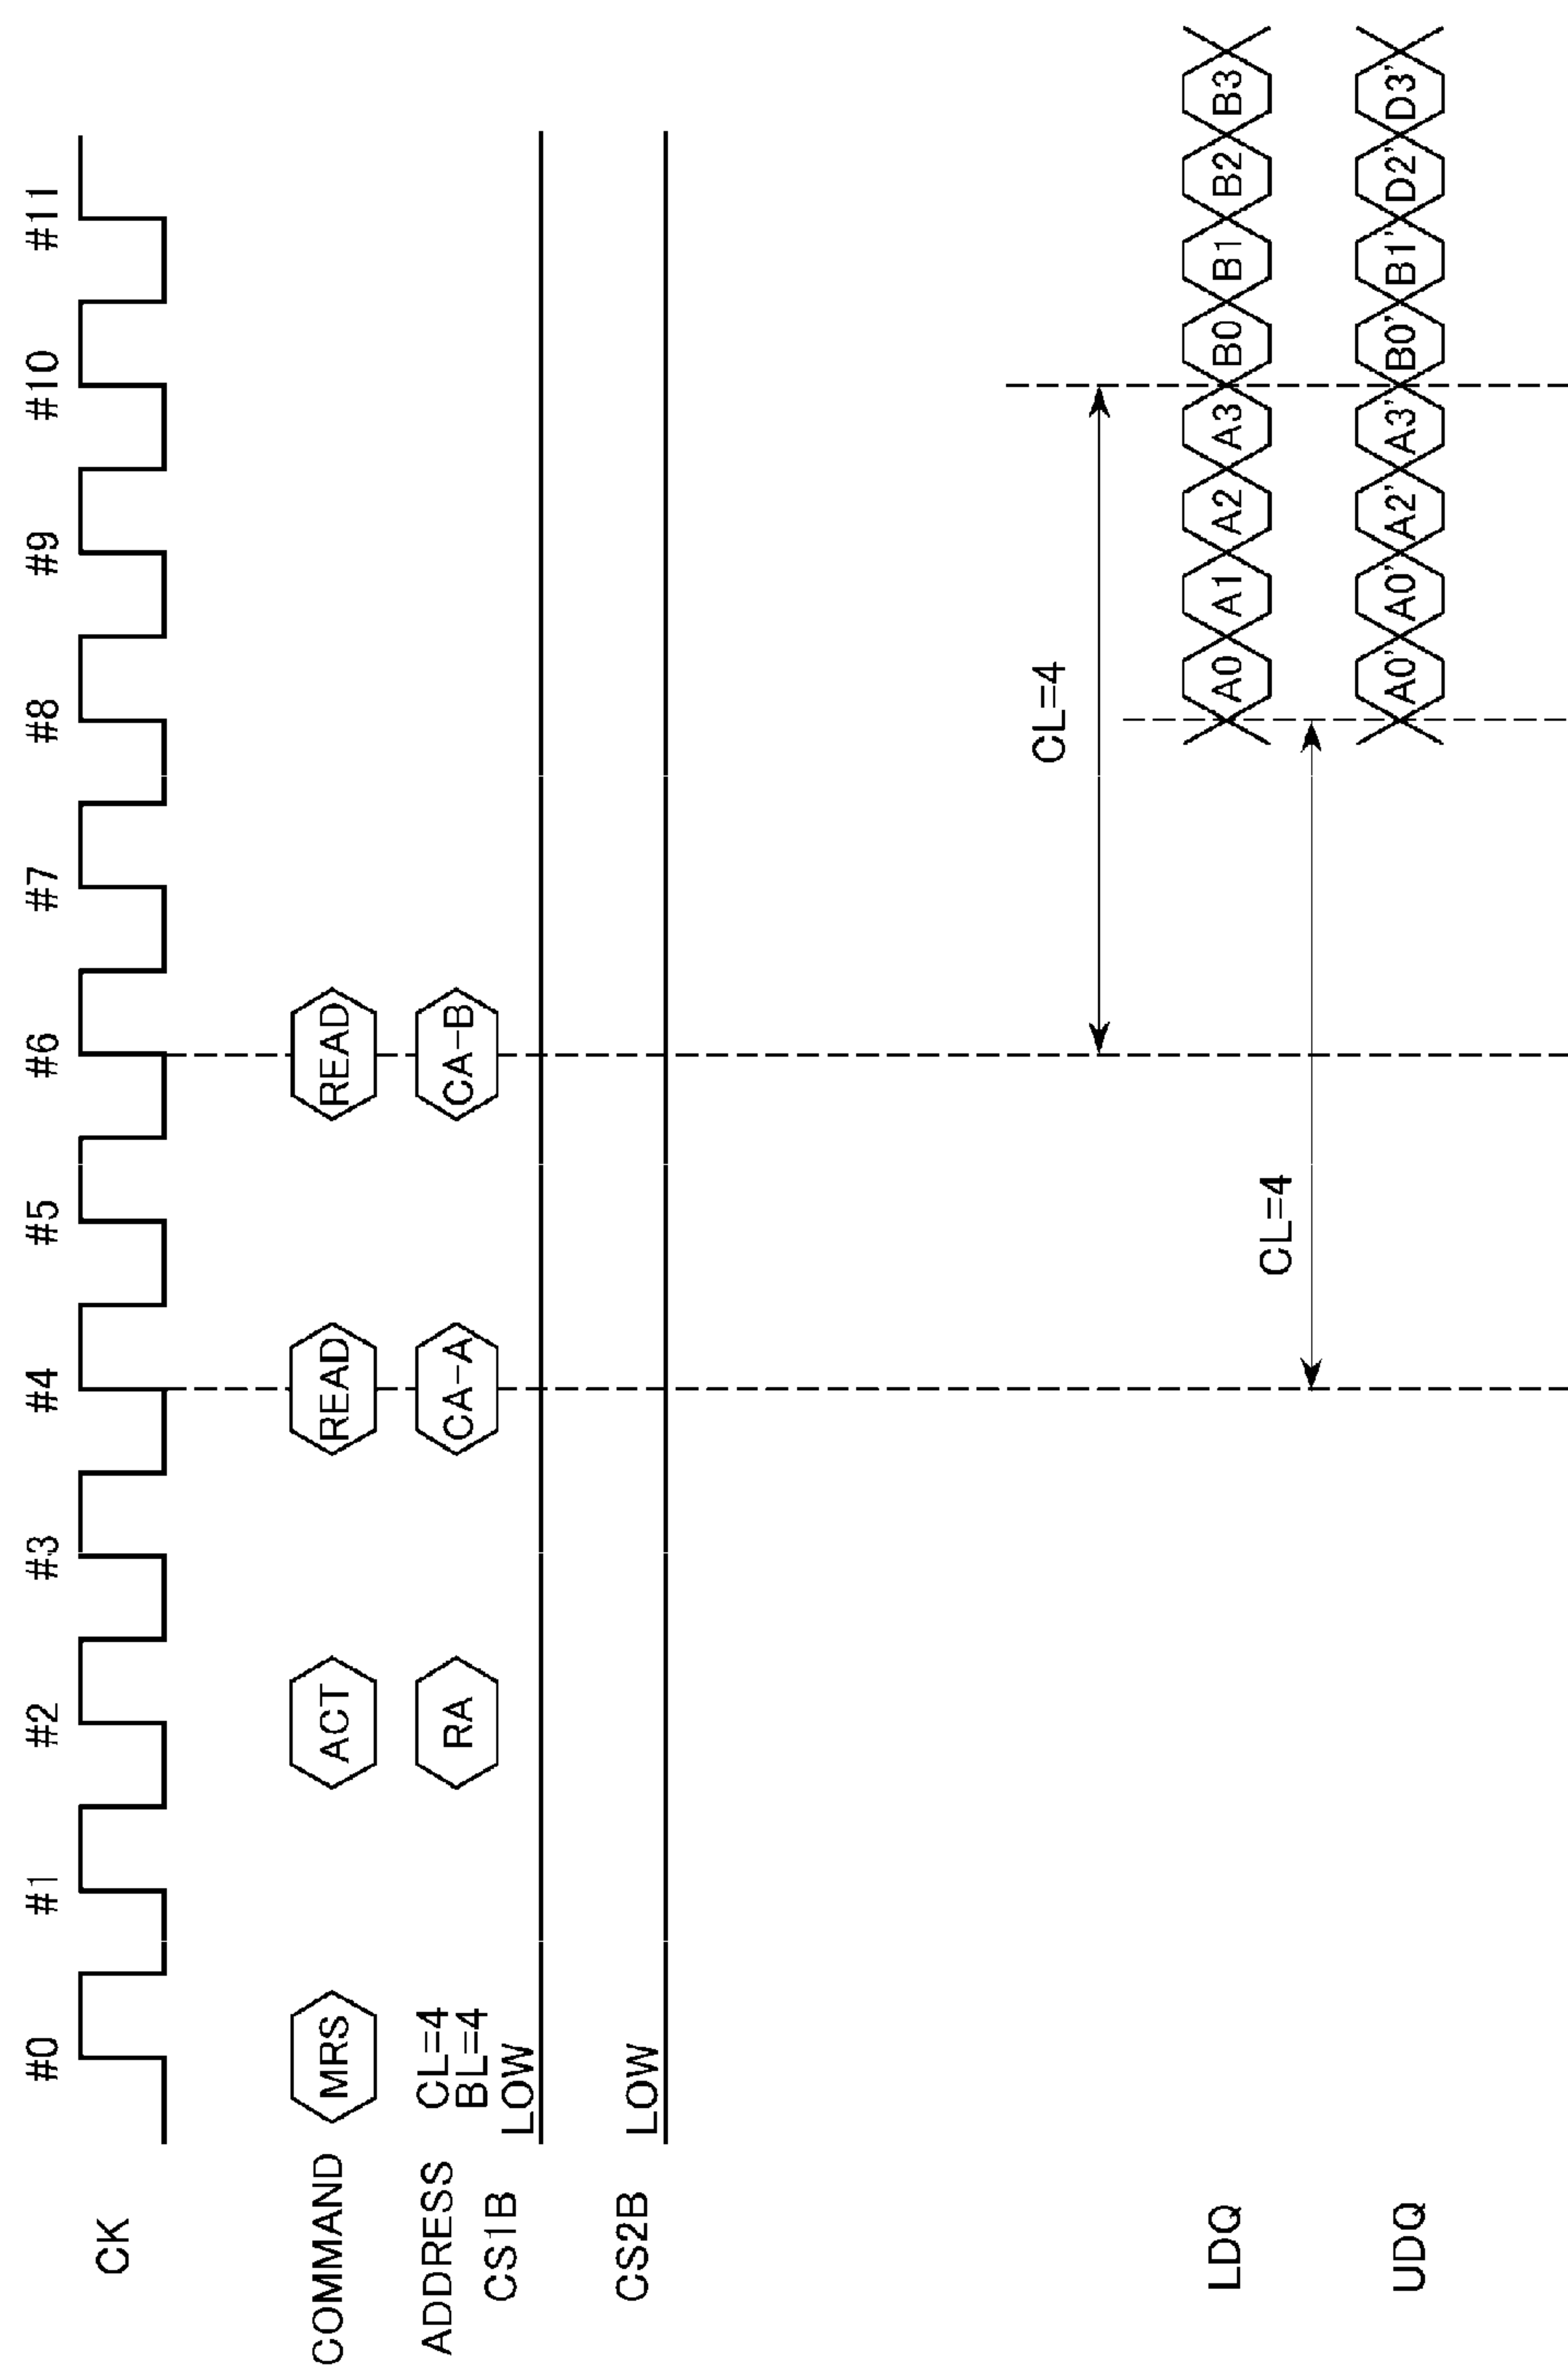 #0 #1 #2 #3 #4 #5 #6 #7 #8 #9 #10 #11
CK
COMMAND MRS ACT READ READ
ADDRESS CL=4 RA CA-A CA-B
BL=4
CS1B LOW
CS2B LOW
CL=4
LDQ A0 A1 A2 A3 B0 B1 B2 B3
CL=4
UDQ A0' A0' A2' A3' B0' B1' D2' D3'